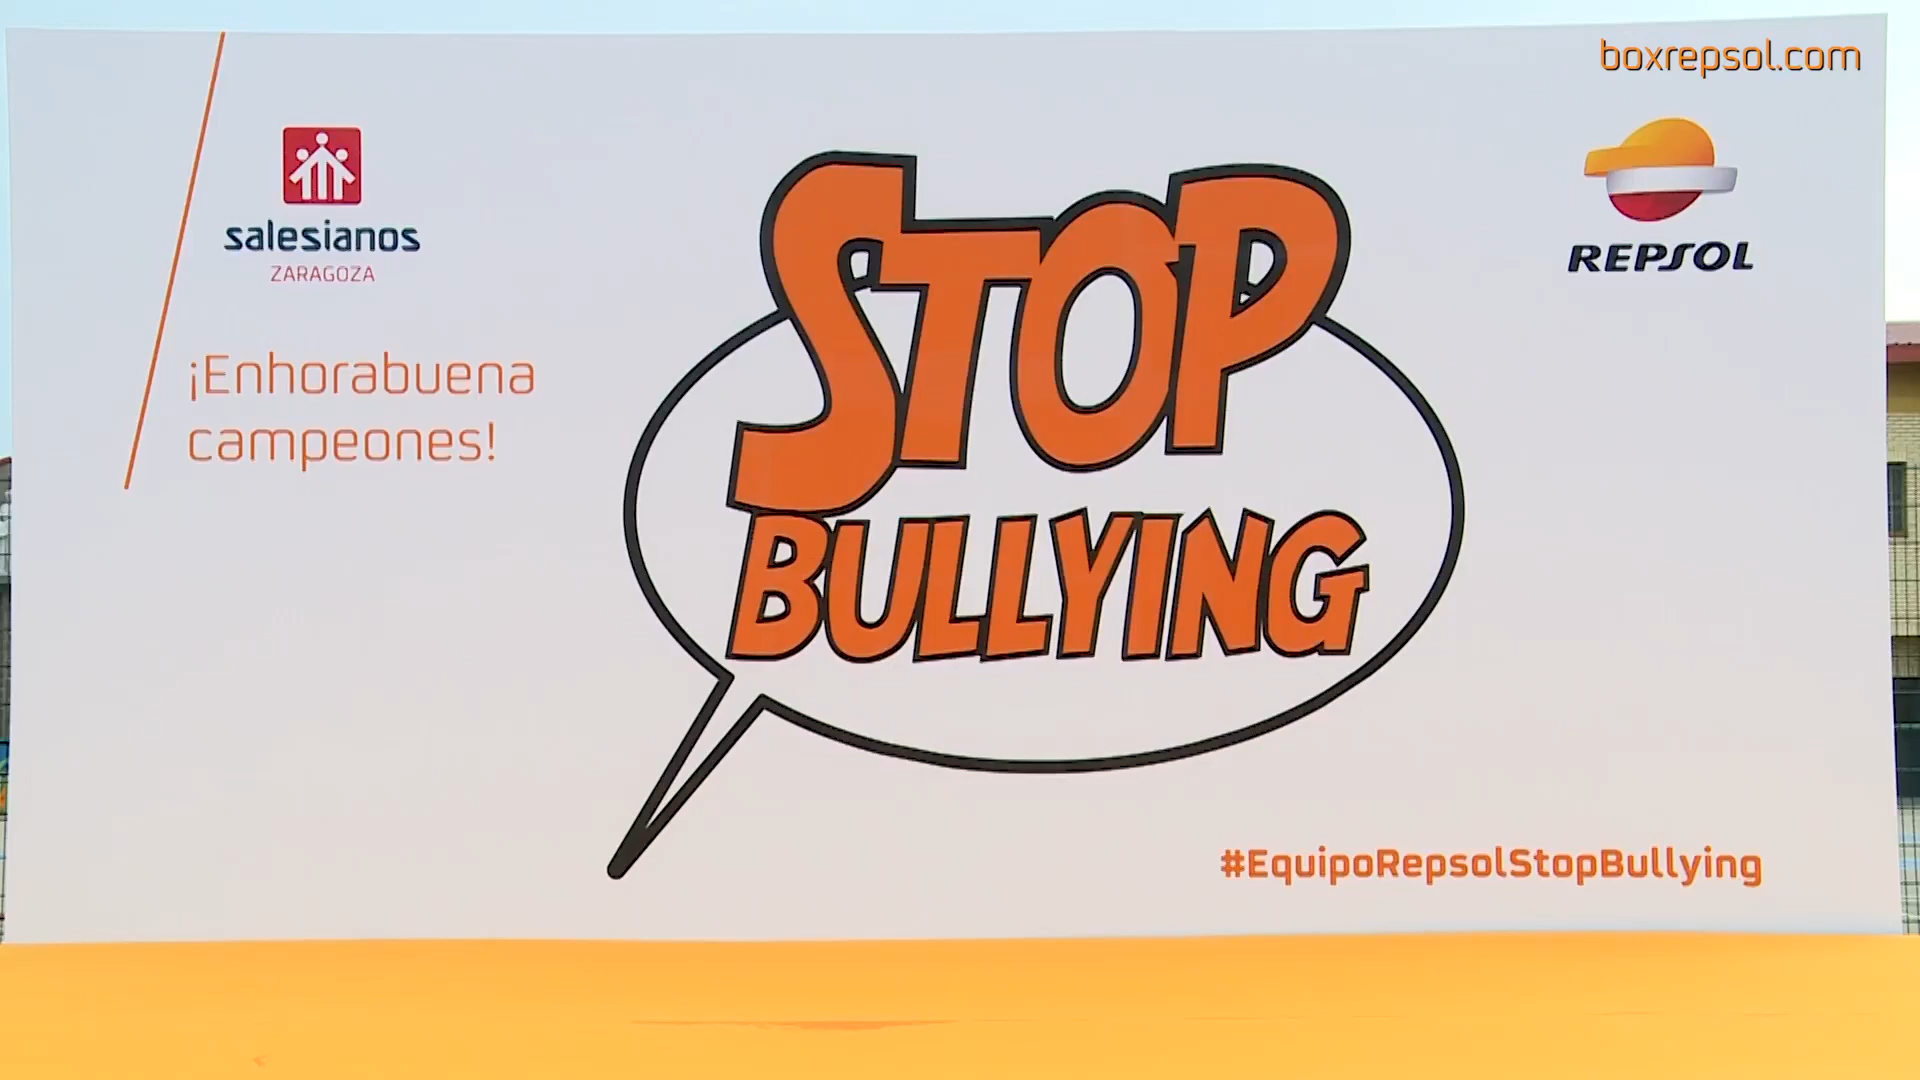 boxrepsol.com
salesianos
ZARAGOZA
REPSOL
¡Enhorabuena
campeones!
STOP
BULLYING
#EquipoRepsolStopBullying